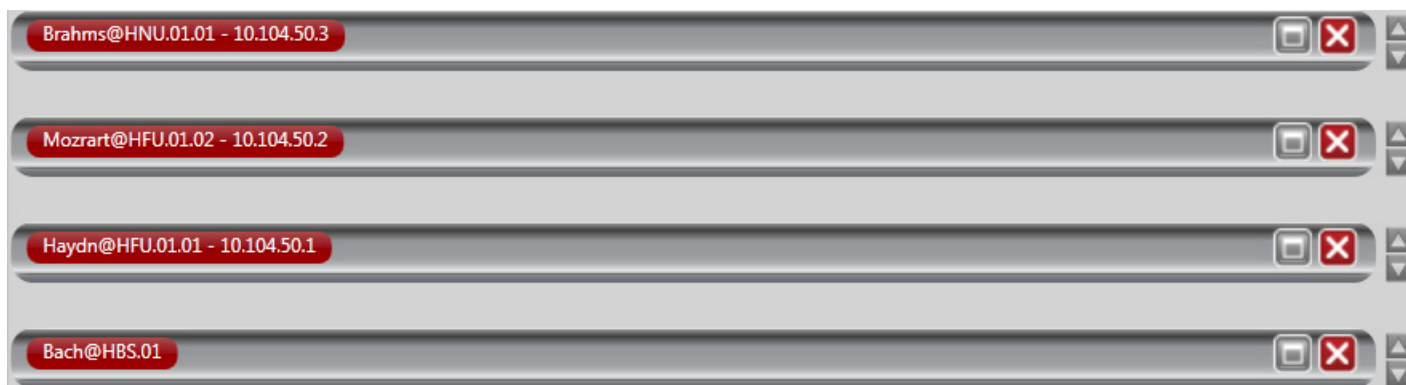 Brahms@HNU.01.01 - 10.104.50.3
Mozrart@HFU.01.02 - 10.104.50.2
Haydn@HFU.01.01 - 10.104.50.1
Bach@HBS.01